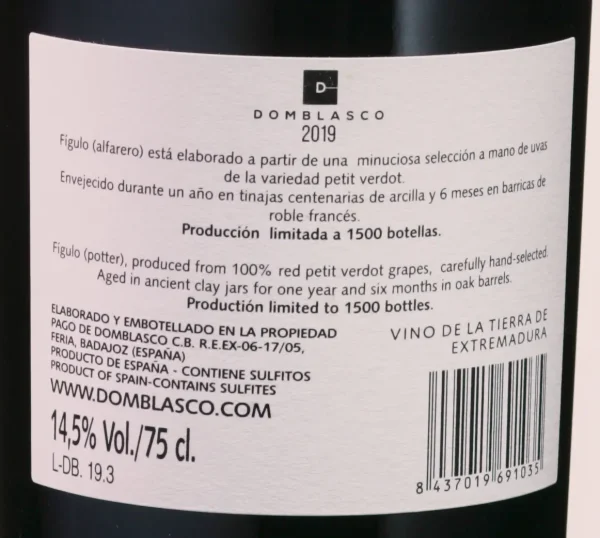 D
DOMBLASCO
2019
Fígulo (alfarero) está elaborado a partir de una minuciosa selección a mano de uvas
de la variedad petit verdot.
Envejecido durante un año en tinajas centenarias de arcilla y 6 meses en barricas de
roble francés.
Producción limitada a 1500 botellas.
Fígulo (potter), produced from 100% red petit verdot grapes, carefully hand-selected.
Aged in ancient clay jars for one year and six months in oak barrels.
Productión limited to 1500 bottles.
ELABORADO Y EMBOTELLADO EN LA PROPIEDAD
PAGO DE DOMBLASCO C.B. R.E.EX-06-17/05,
FERIA, BADAJOZ (ESPAÑA)
PRODUCTO DE ESPAÑA - CONTIENE SULFITOS
PRODUCT OF SPAIN-CONTAINS SULFITES
WWW.DOMBLASCO.COM
14,5% Vol./75 cl.
L-DB. 19.3
VINO DE LA TIERRA DE
EXTREMADURA
8 437019 691035